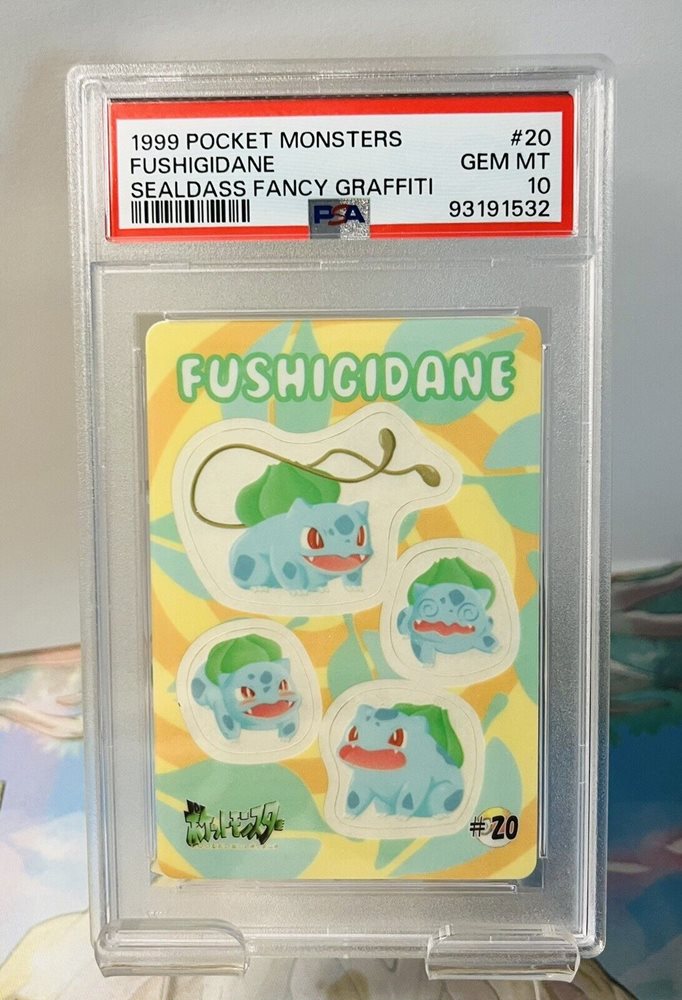 1999 POCKET MONSTERS #20
FUSHIGIDANE GEM MT
SEALDASS FANCY GRAFFITI 10
PSA 93191532
FUSHIGIDANE
ポケットモンスター
#20